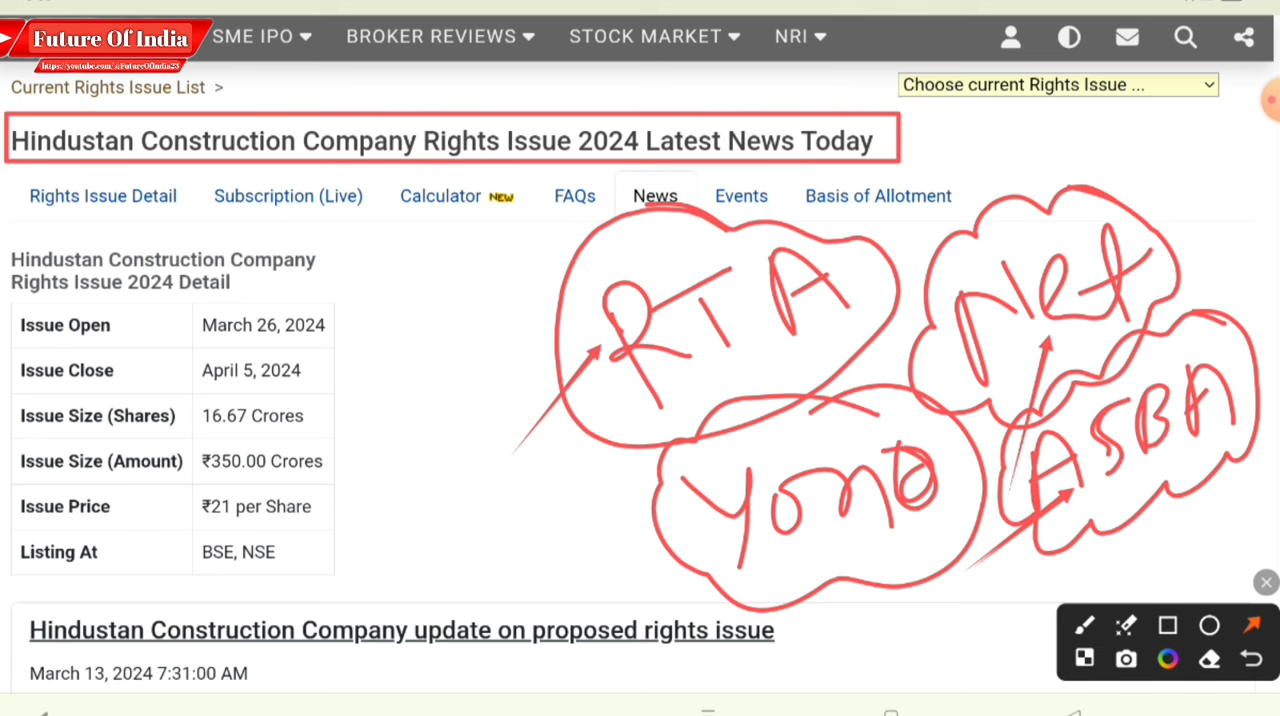 Future Of India
https://youtube.com/@FutureOfIndia23
SME IPO BROKER REVIEWS STOCK MARKET NRI
Current Rights Issue List >
Choose current Rights Issue ...
Hindustan Construction Company Rights Issue 2024 Latest News Today
Rights Issue Detail Subscription (Live) Calculator NEW FAQs News Events Basis of Allotment
Hindustan Construction Company
Rights Issue 2024 Detail
Issue Open March 26, 2024
Issue Close April 5, 2024
Issue Size (Shares) 16.67 Crores
Issue Size (Amount) ₹350.00 Crores
Issue Price ₹21 per Share
Listing At BSE, NSE
RTA
Net
YONO
ASBA
Hindustan Construction Company update on proposed rights issue
March 13, 2024 7:31:00 AM